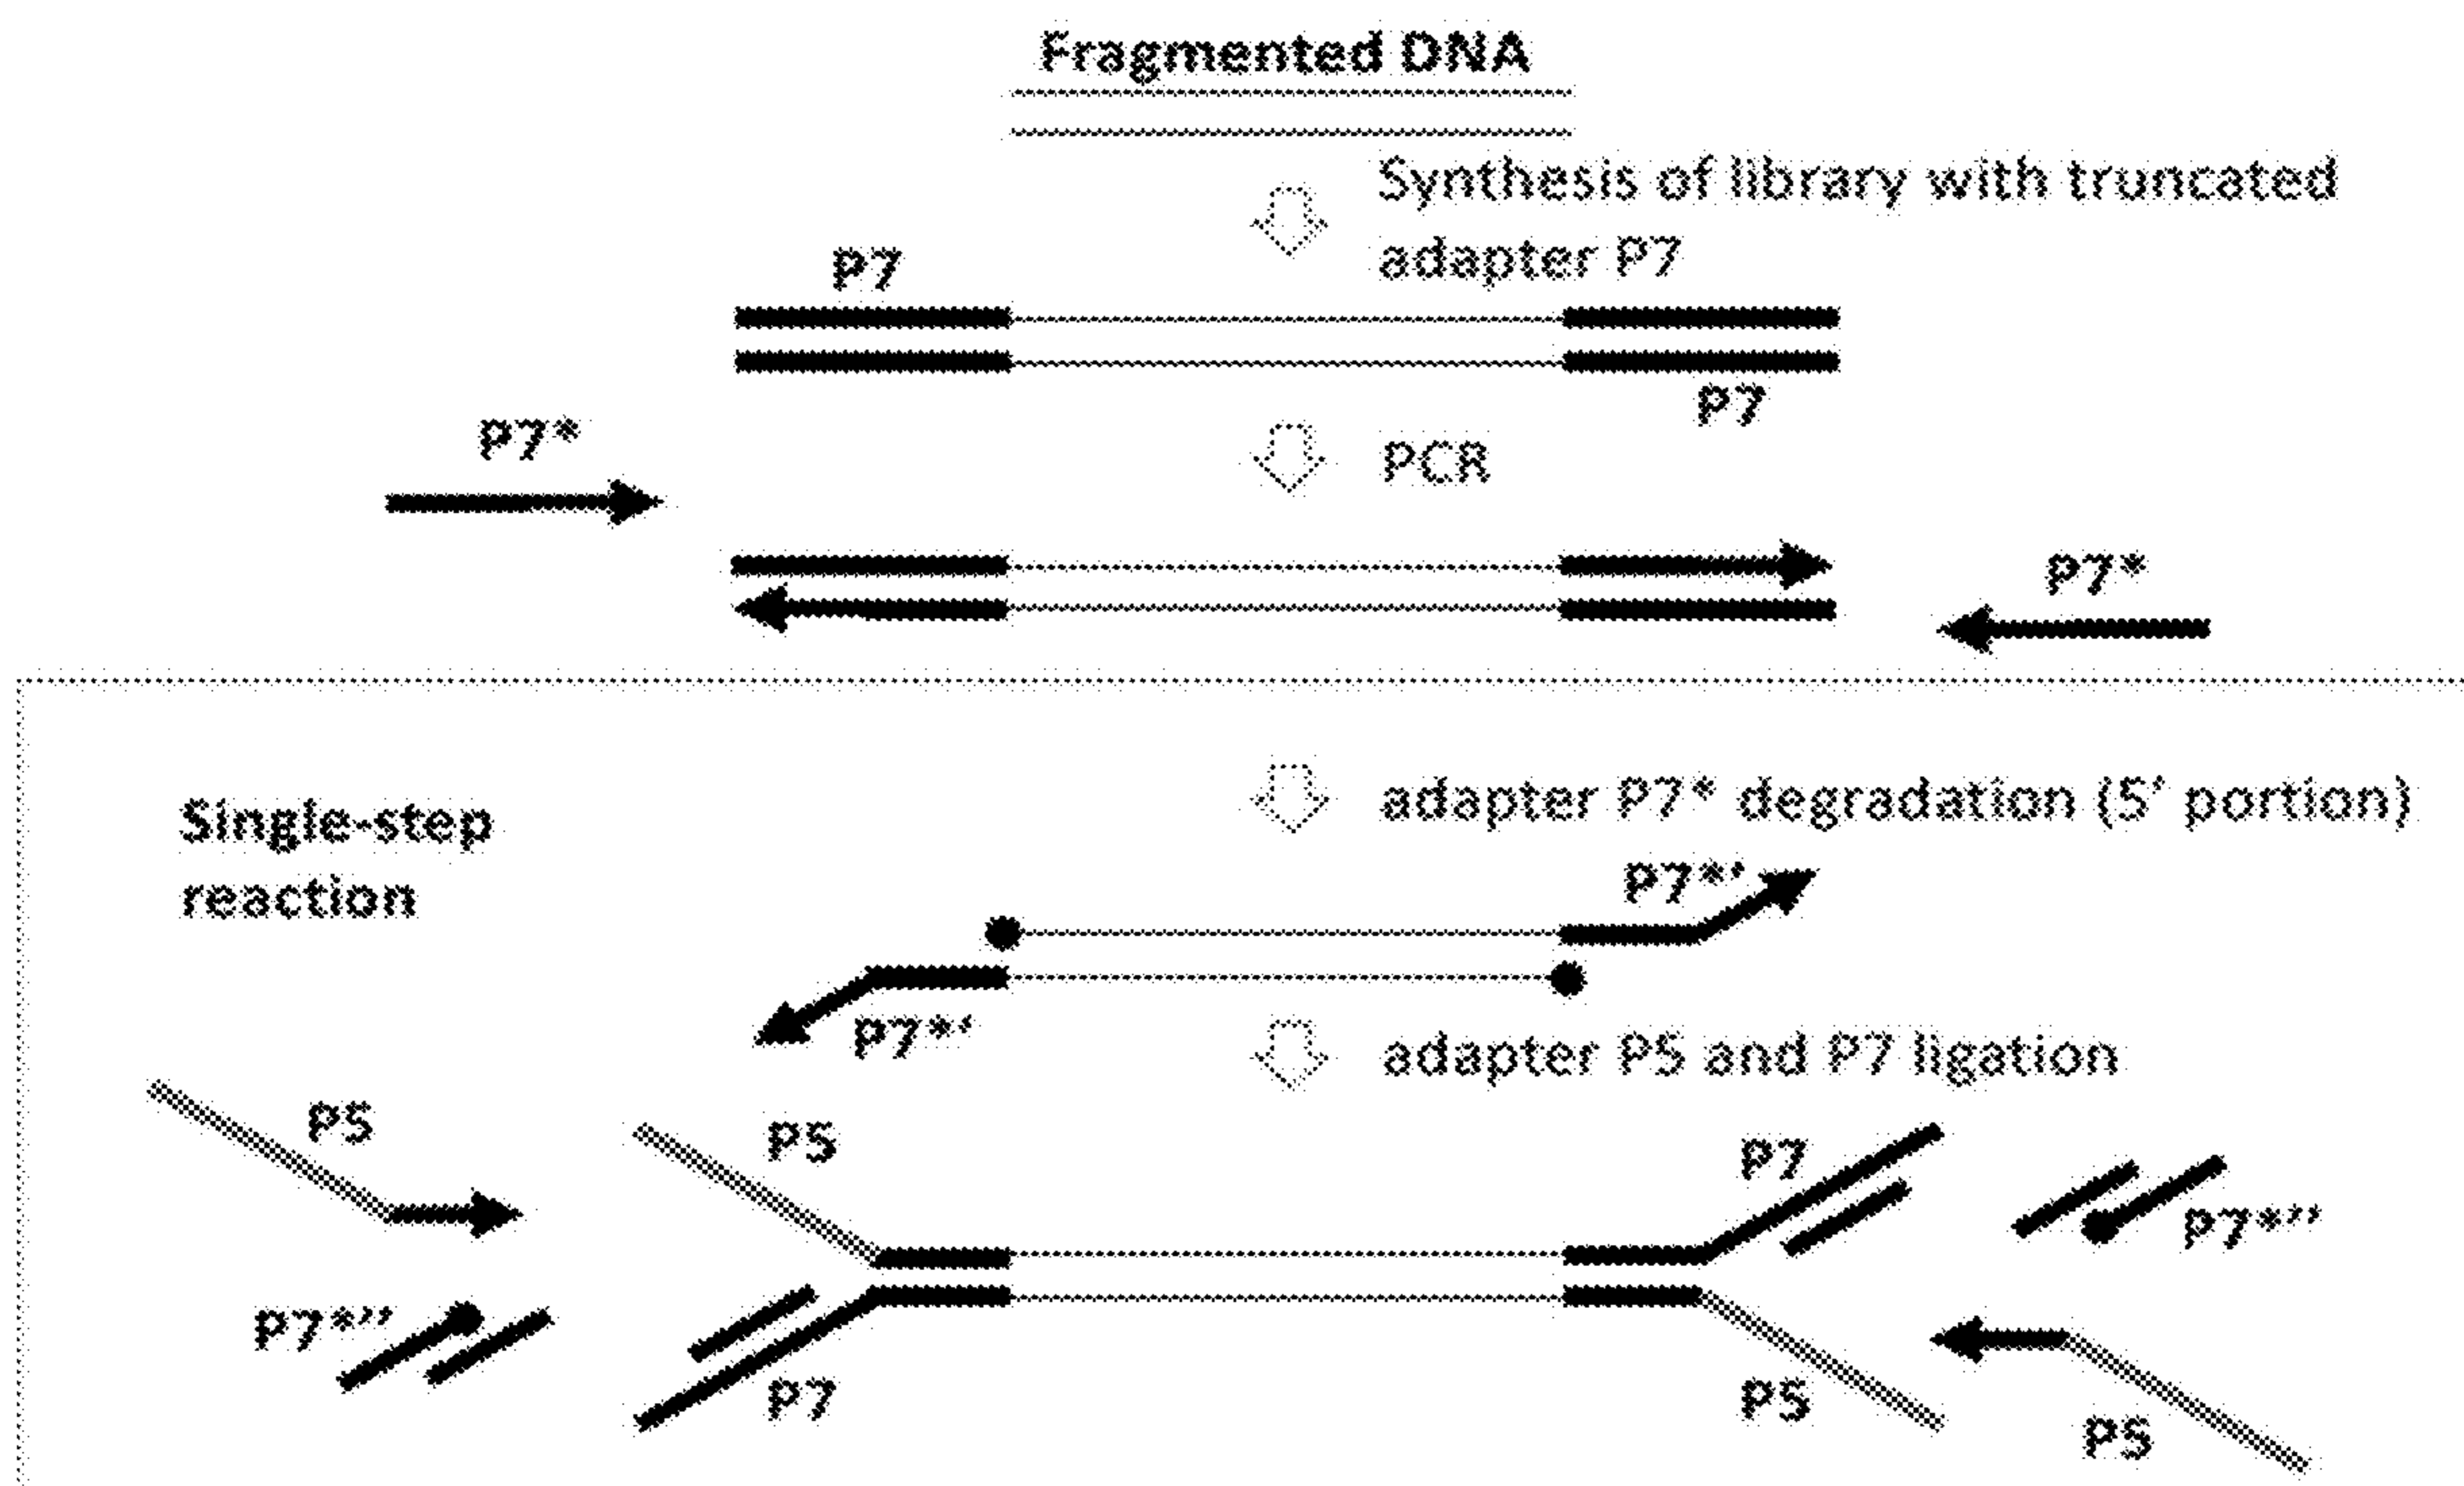 Fragmented DNA
Synthesis of library with truncated
adapter P7
P7
P7
P7*
PCR
P7*
Single-step
reaction
adapter P7* degradation (5' portion)
P7*'
P7*'
adapter P5 and P7 ligation
P5
P5
P7
P7*''
P7*''
P7
P5
P5